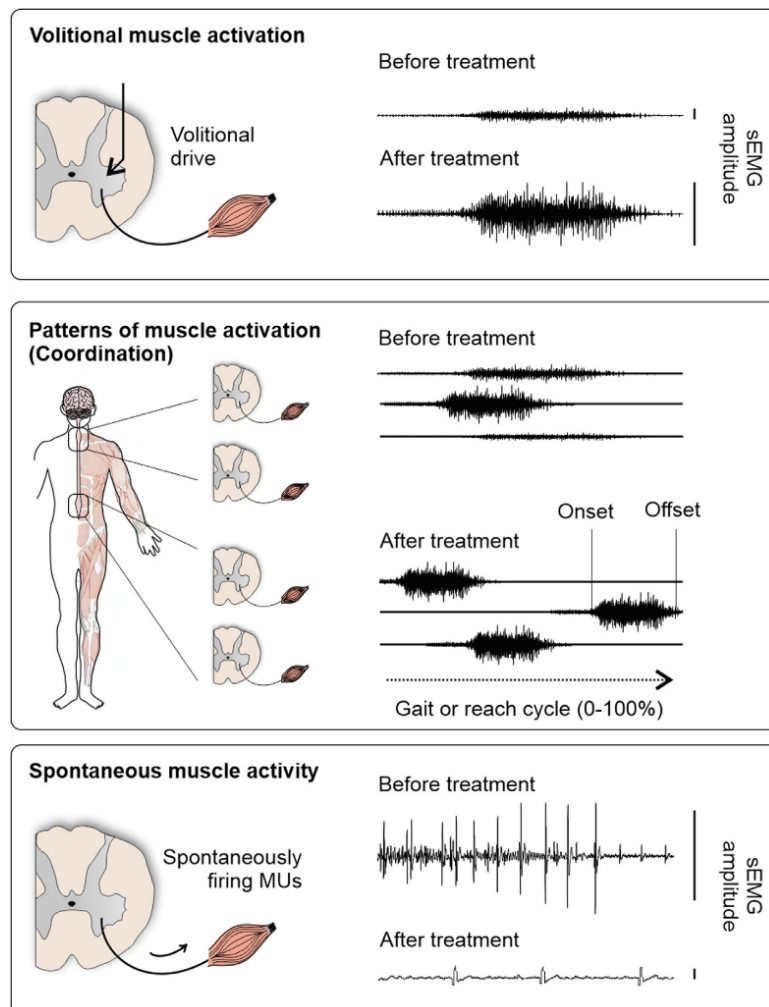 Volitional muscle activation
Volitional
drive
Before treatment
After treatment
sEMG
amplitude
Patterns of muscle activation
(Coordination)
Before treatment
Onset
Offset
After treatment
Gait or reach cycle (0-100%)
Spontaneous muscle activity
Spontaneously
firing MUs
Before treatment
After treatment
sEMG
amplitude